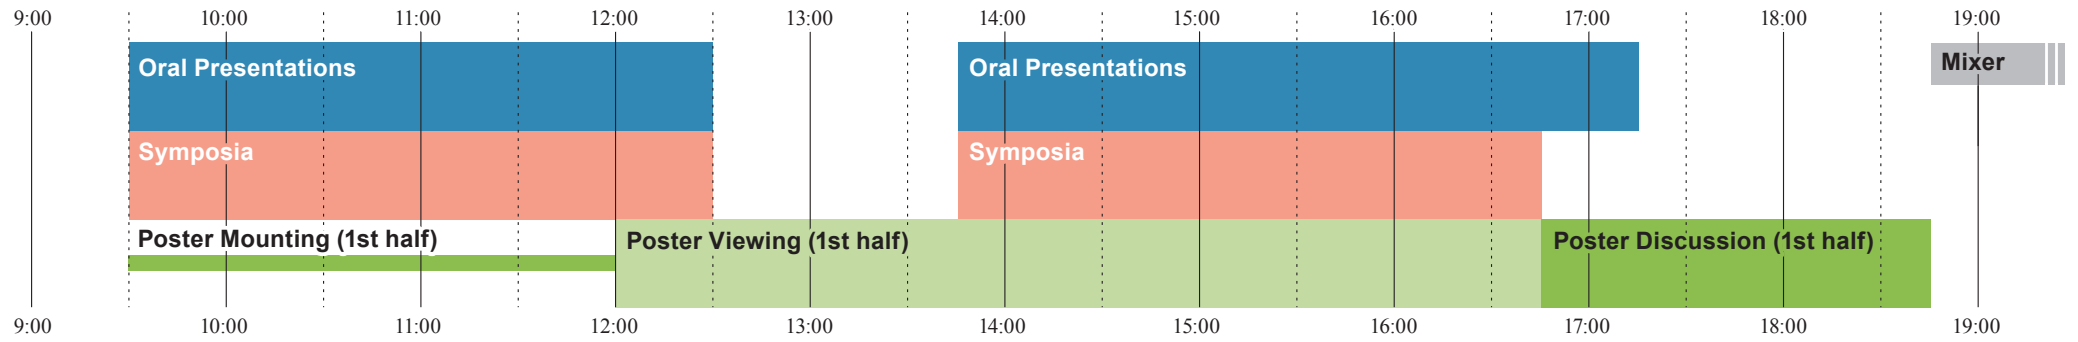 9:00 10:00 11:00 12:00 13:00 14:00 15:00 16:00 17:00 18:00 19:00
Oral Presentations Oral Presentations Mixer
Symposia Symposia
Poster Mounting (1st half) Poster Viewing (1st half) Poster Discussion (1st half)
9:00 10:00 11:00 12:00 13:00 14:00 15:00 16:00 17:00 18:00 19:00